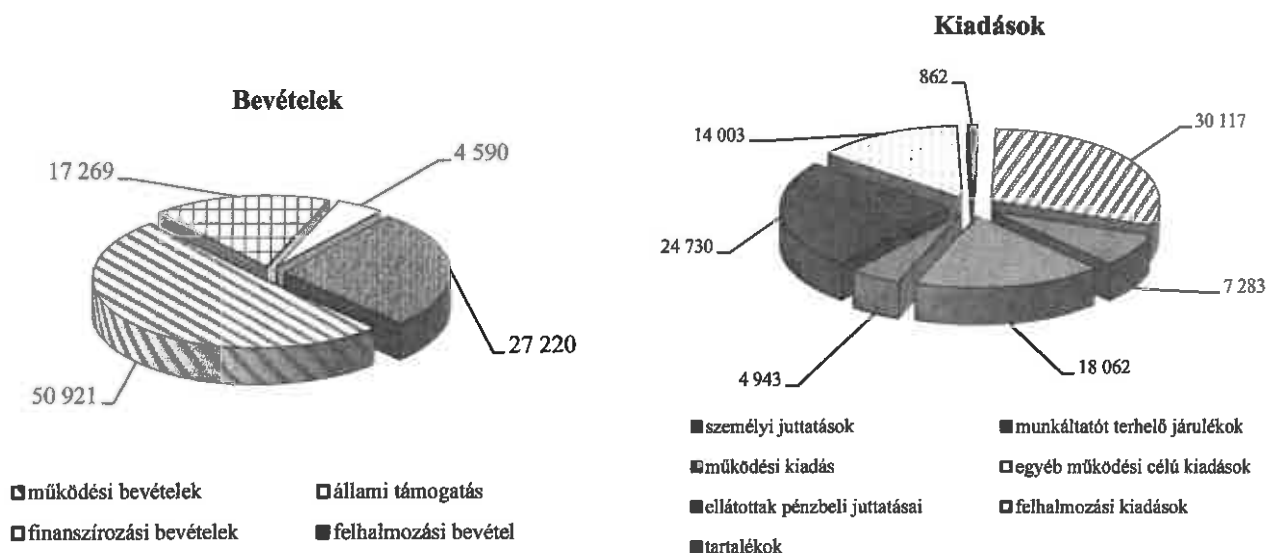 Bevételek
17 269
4 590
27 220
50 921
működési bevételek
állami támogatás
finanszírozási bevételek
felhalmozási bevétel
Kiadások
862
14 003
30 117
24 730
7 283
4 943
18 062
személyi juttatások
munkáltatót terhelő járulékok
működési kiadás
egyéb működési célú kiadások
ellátottak pénzbeli juttatásai
felhalmozási kiadások
tartalékok